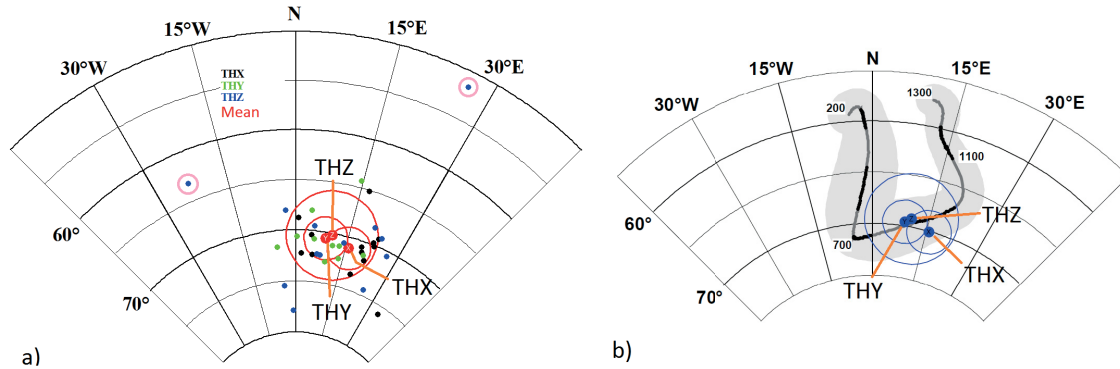 N
15°W
15°E
30°W
30°E
THX
THY
THZ
Mean
THZ
THX
THY
60°
70°
a)
N
15°W
15°E
30°W
30°E
200
1300
1100
700
THZ
THX
THY
60°
70°
b)